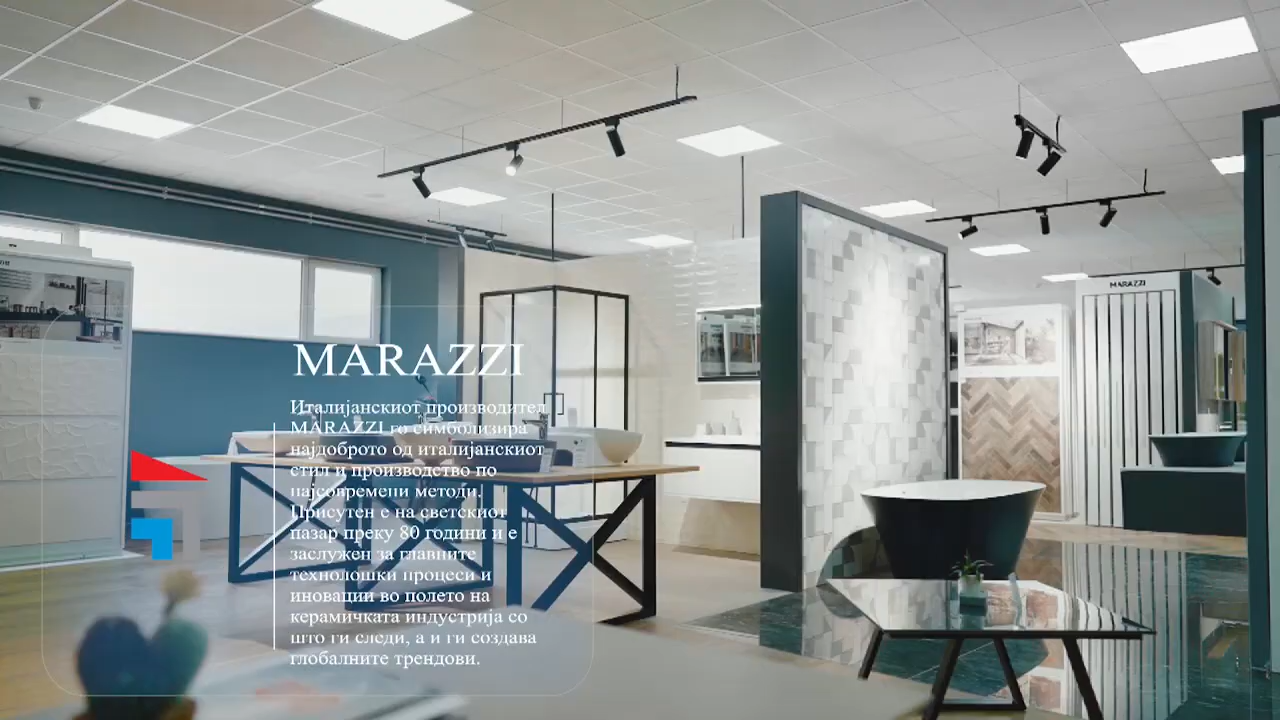 MARAZZI
MARAZZI
Италијанскиот производител
MARAZZI го симболизира
најдоброто од италијанскиот
стил и производство по
најсовремени методи.
Присутен е на светскиот
пазар преку 80 години и е
заслужен за главните
технолошки процеси и
иновации во полето на
керамичката индустрија со
што ги следи, а и ги создава
глобалните трендови.